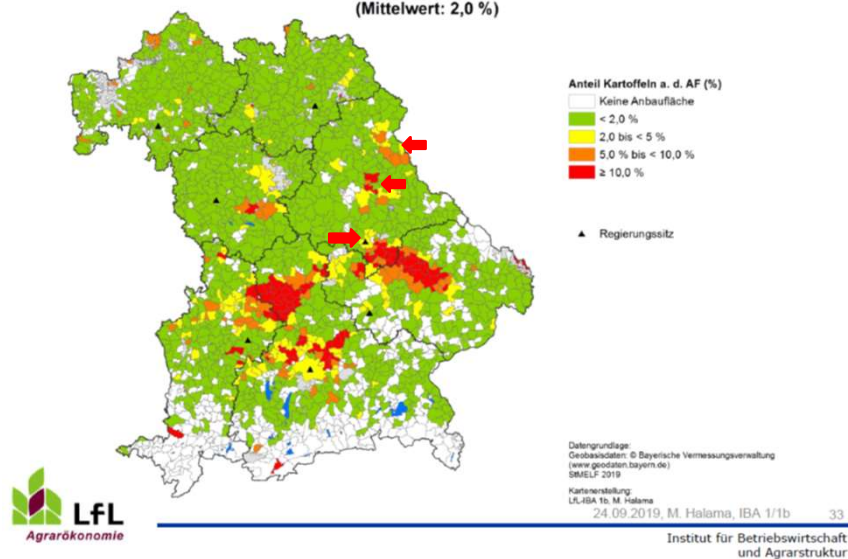 (Mittelwert: 2,0 %)
Anteil Kartoffeln a. d. AF (%)
Keine Anbaufläche
< 2,0 %
2,0 bis < 5 %
5,0 % bis < 10,0 %
≥ 10,0 %
Regierungssitz
Datengrundlage:
Geobasisdaten: © Bayerische Vermessungsverwaltung
(www.geodaten.bayern.de)
StMELF 2019
Kartenerstellung:
LfL-IBA 1b, M. Halama
24.09.2019, M. Halama, IBA 1/1b 33
LfL
Agrarökonomie
Institut für Betriebswirtschaft
und Agrarstruktur